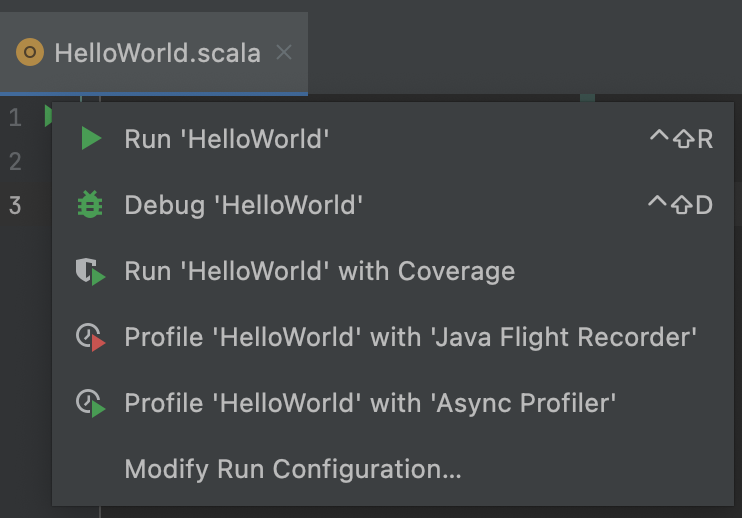 HelloWorld.scala
1
Run 'HelloWorld' ^⇧R
2
3
Debug 'HelloWorld' ^⇧D
Run 'HelloWorld' with Coverage
Profile 'HelloWorld' with 'Java Flight Recorder'
Profile 'HelloWorld' with 'Async Profiler'
Modify Run Configuration...